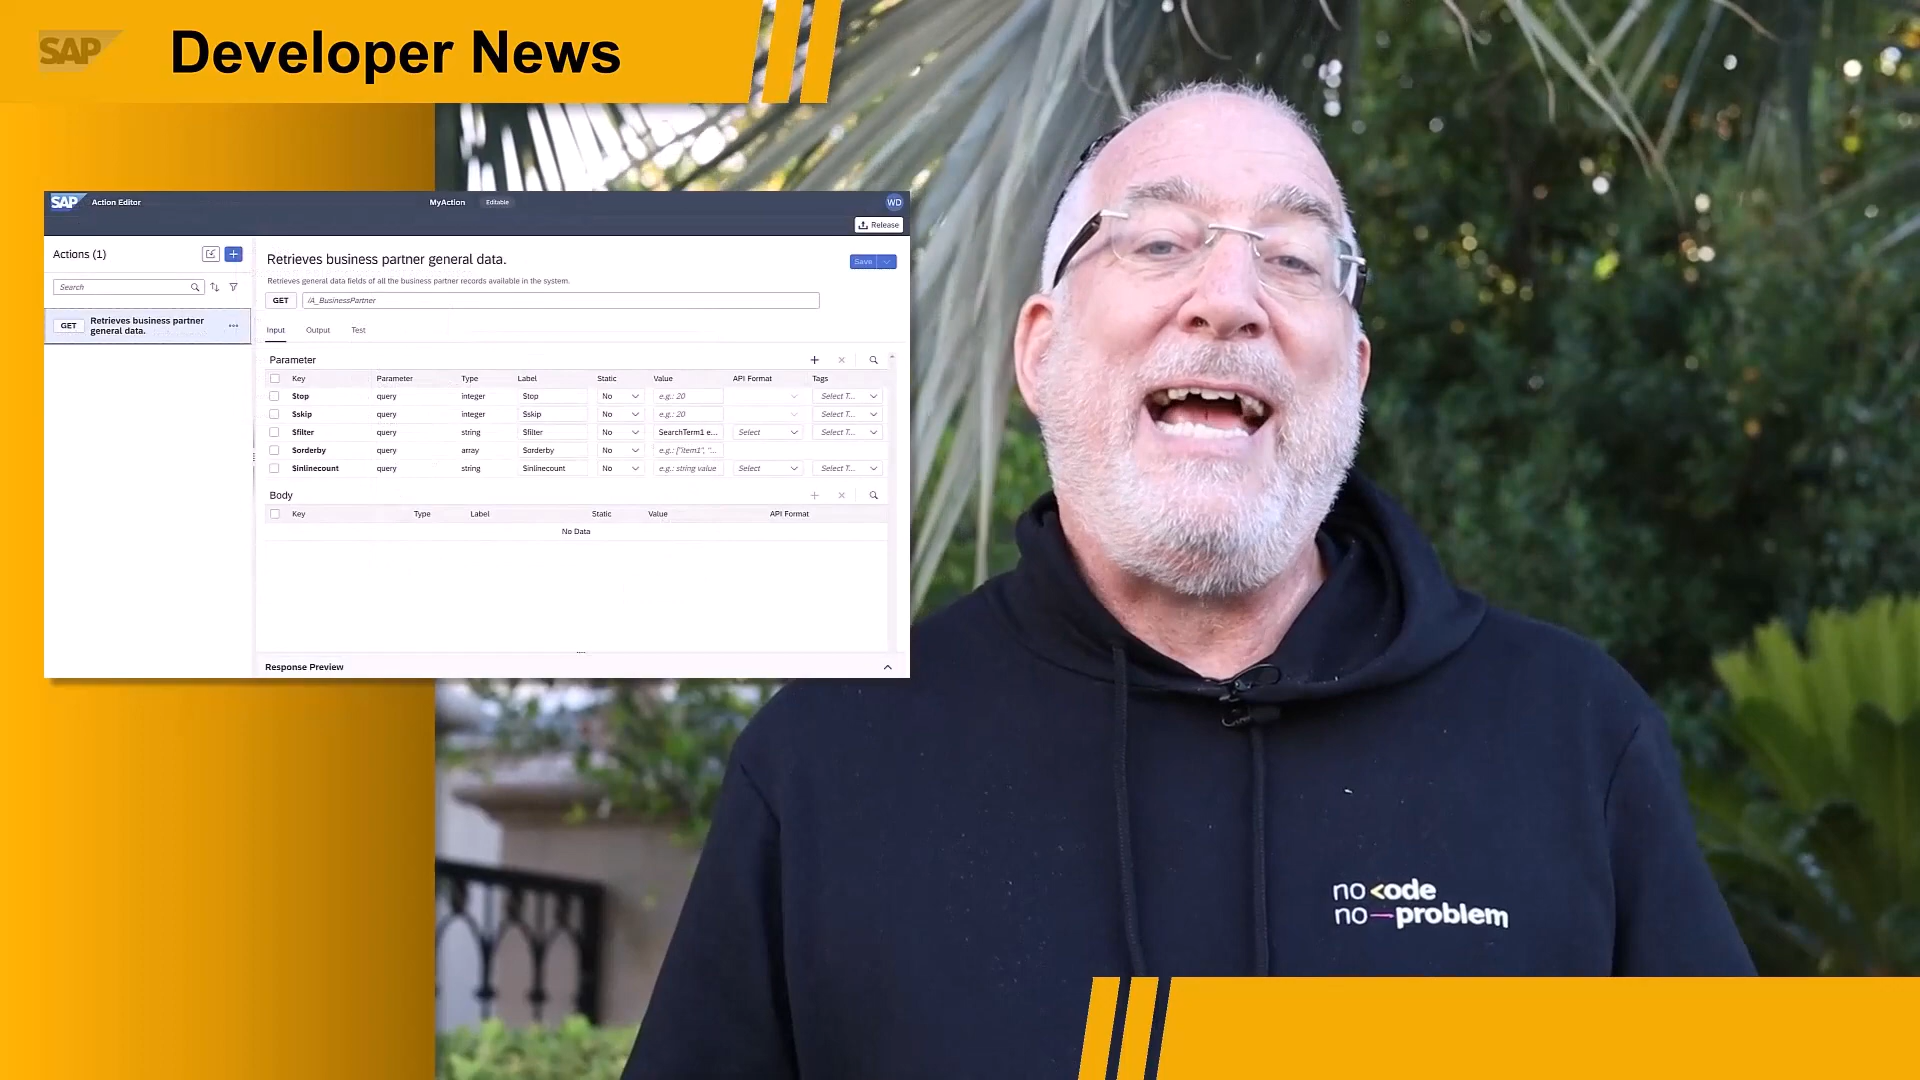 SAP
Developer News
SAP Action Editor MyAction Editable WD
Release
Actions (1)
Search
GET Retrieves business partner general data.
Retrieves business partner general data.
Save
Retrieves general data fields of all the business partner records available in the system.
GET /A_BusinessPartner
Input Output Test
Parameter
Key Parameter Type Label Static Value API Format Tags
$top query integer $top No e.g.: 20 Select T...
$skip query integer $skip No e.g.: 20 Select T...
$filter query string $filter No SearchTerm1 e... Select Select T...
$orderby query array $orderby No e.g.: ["item1", "...
$inlinecount query string $inlinecount No e.g.: string value Select Select T...
Body
Key Type Label Static Value API Format
No Data
Response Preview
no <ode
no—problem